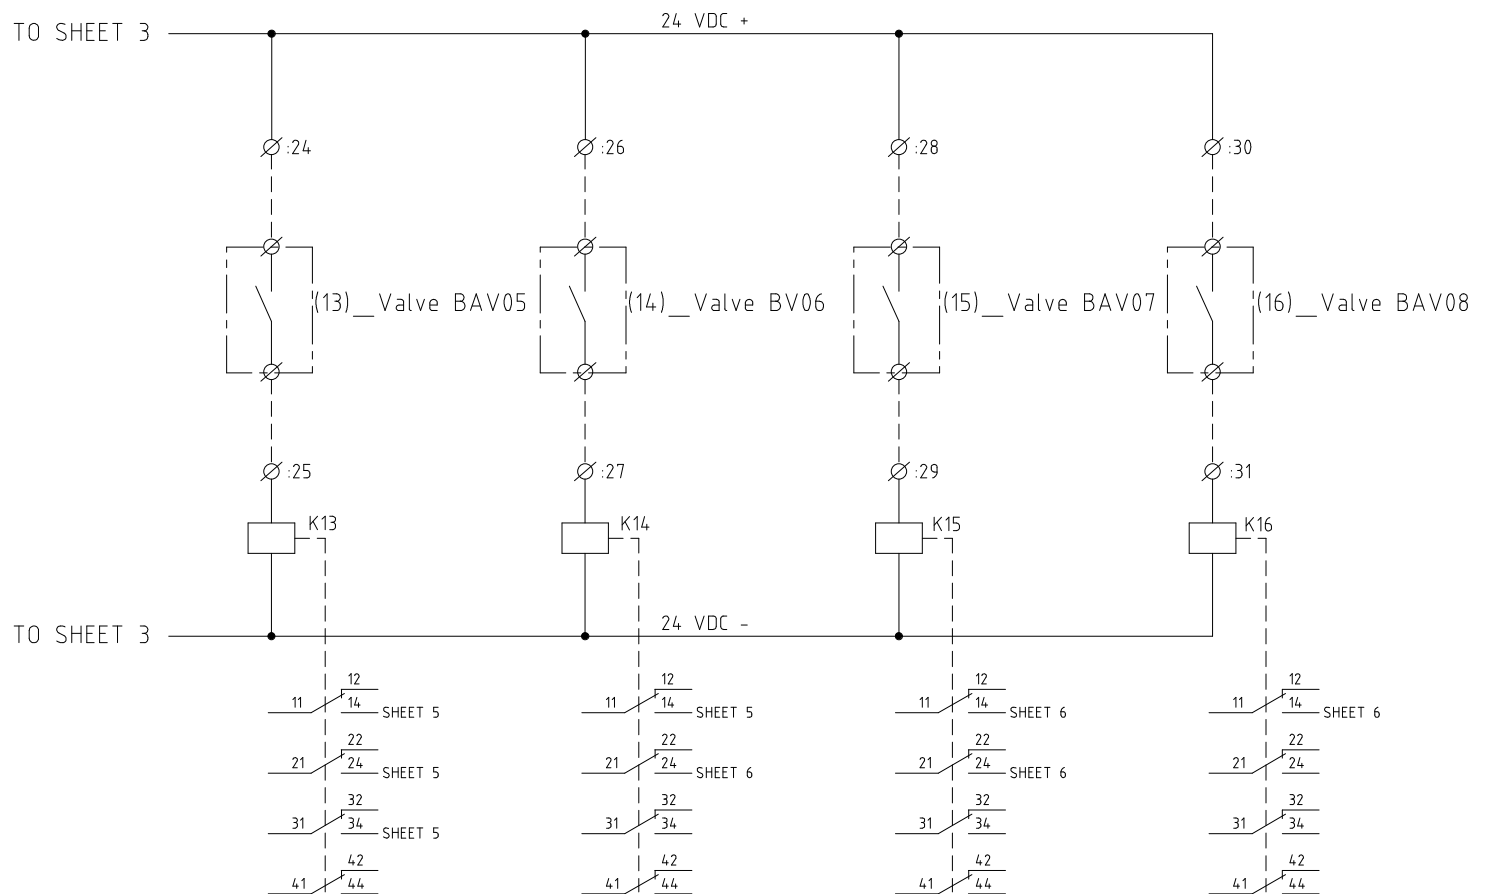 24 VDC +
TO SHEET 3
:24 :26 :28 :30
(13)__Valve BAV05 (14)__Valve BV06 (15)__Valve BAV07 (16)__Valve BAV08
:25 :27 :29 :31
K13 K14 K15 K16
24 VDC -
TO SHEET 3
12 12 12 12
11 14 SHEET 5 11 14 SHEET 5 11 14 SHEET 6 11 14 SHEET 6
22 22 22 22
21 24 SHEET 5 21 24 SHEET 6 21 24 SHEET 6 21 24
32 32 32 32
31 34 SHEET 5 31 34 31 34 31 34
42 42 42 42
41 44 41 44 41 44 41 44